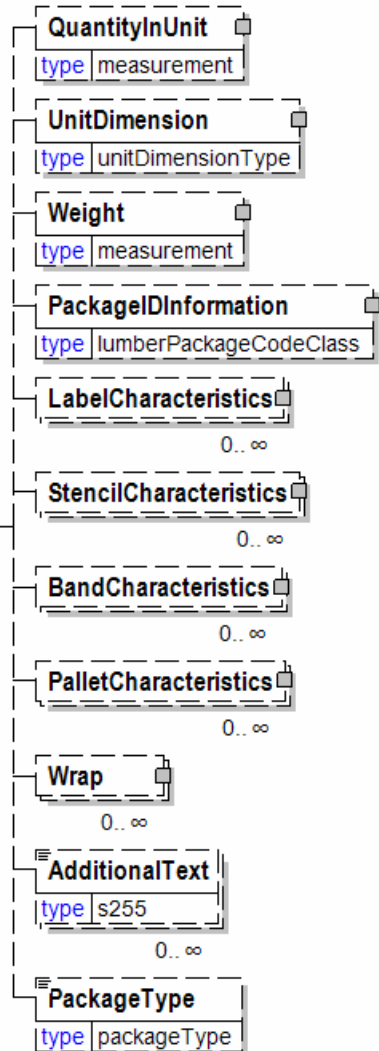 QuantityInUnit
type measurement
UnitDimension
type unitDimensionType
Weight
type measurement
PackageIDInformation
type lumberPackageCodeClass
LabelCharacteristics
0.. ∞
StencilCharacteristics
0.. ∞
BandCharacteristics
0.. ∞
PalletCharacteristics
0.. ∞
Wrap
0.. ∞
AdditionalText
type s255
0.. ∞
PackageType
type packageType